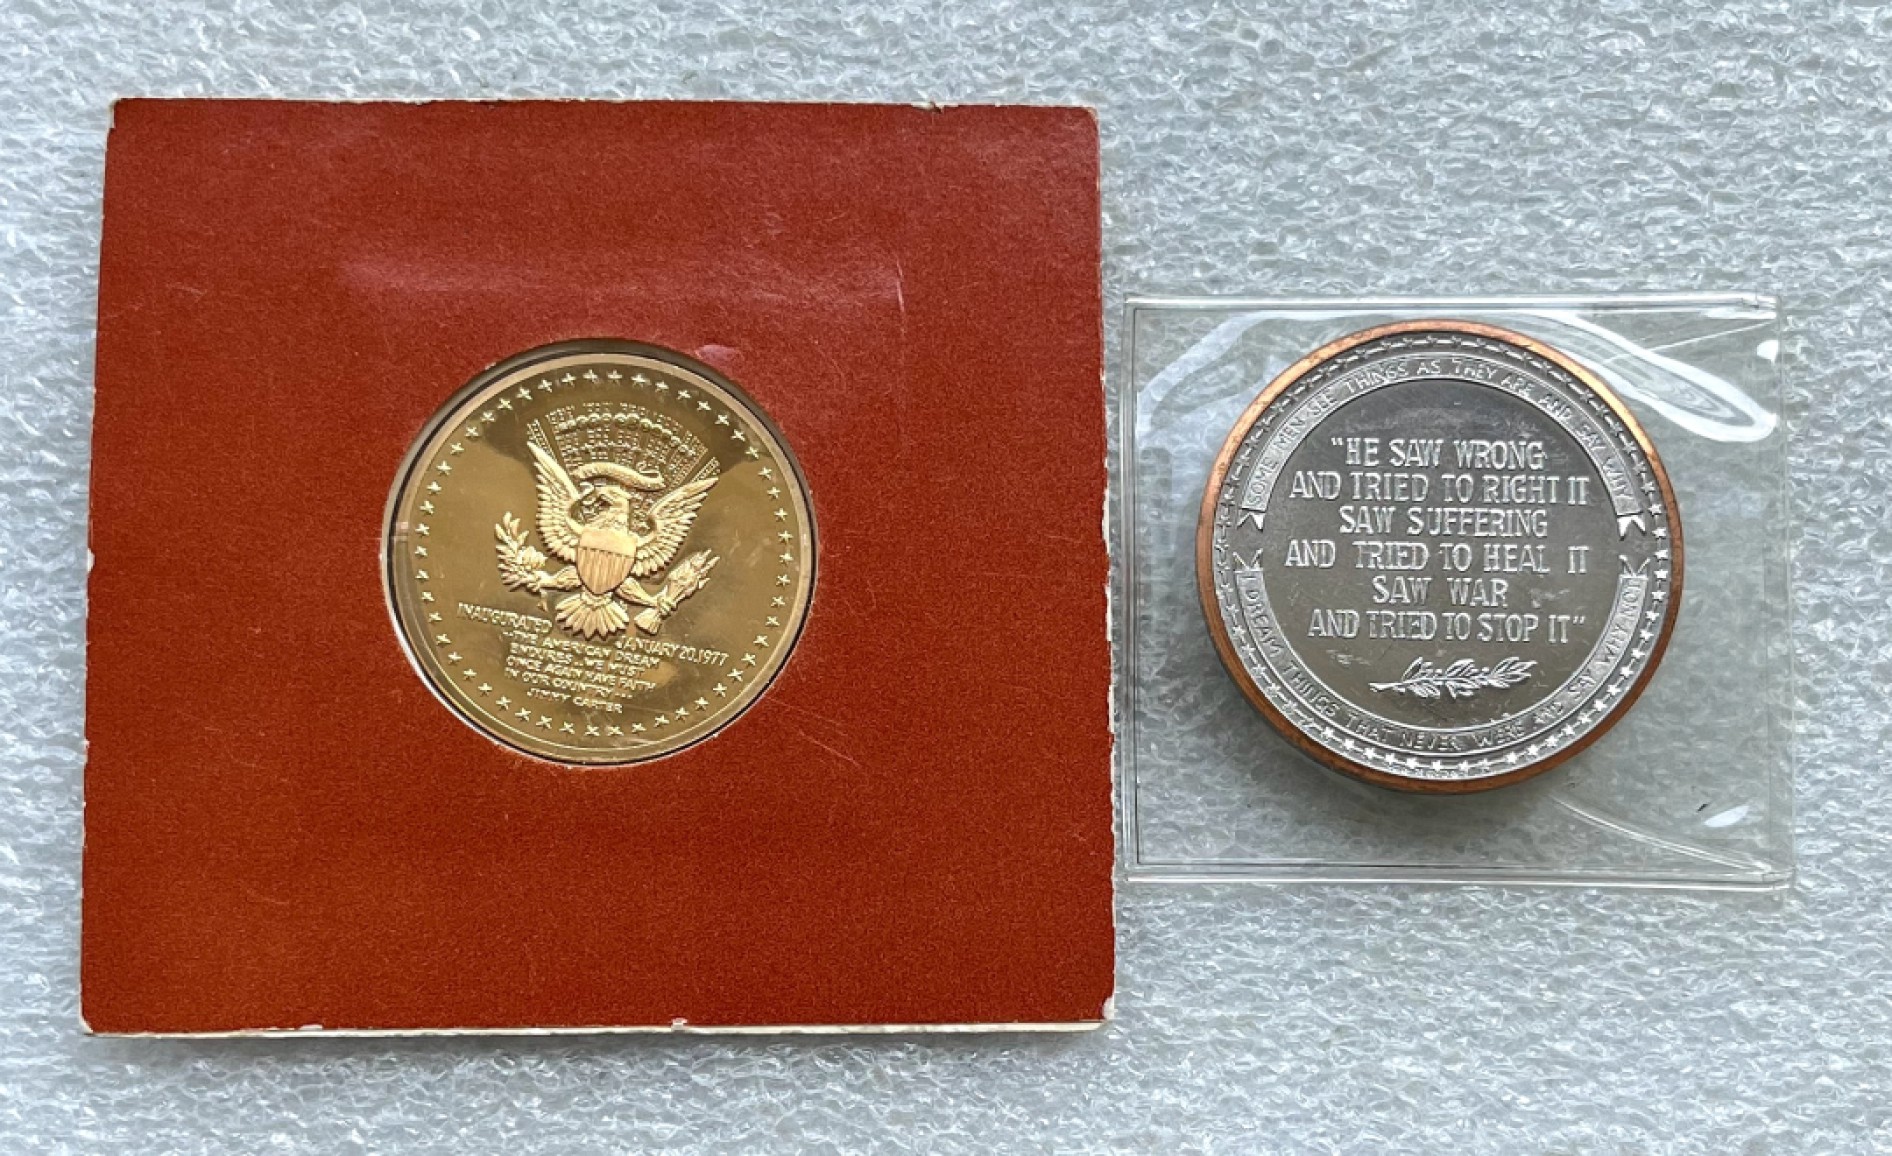 INAUGURATED JANUARY 20, 1977
"THE AMERICAN DREAM
ENDURES...WE MUST
ONCE AGAIN HAVE FAITH
IN OUR COUNTRY...
JIMMY CARTER
SOME MEN SEE THINGS AS THEY ARE AND SAY WHY
"HE SAW WRONG
AND TRIED TO RIGHT IT
SAW SUFFERING
AND TRIED TO HEAL IT
SAW WAR
AND TRIED TO STOP IT"
I DREAM THINGS THAT NEVER WERE AND SAY WHY NOT